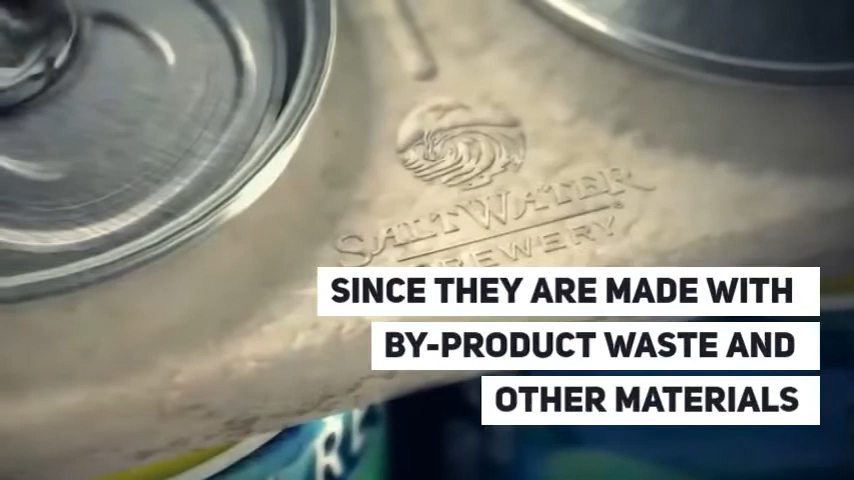 SALTWATER
BREWERY
SINCE THEY ARE MADE WITH
BY-PRODUCT WASTE AND
OTHER MATERIALS